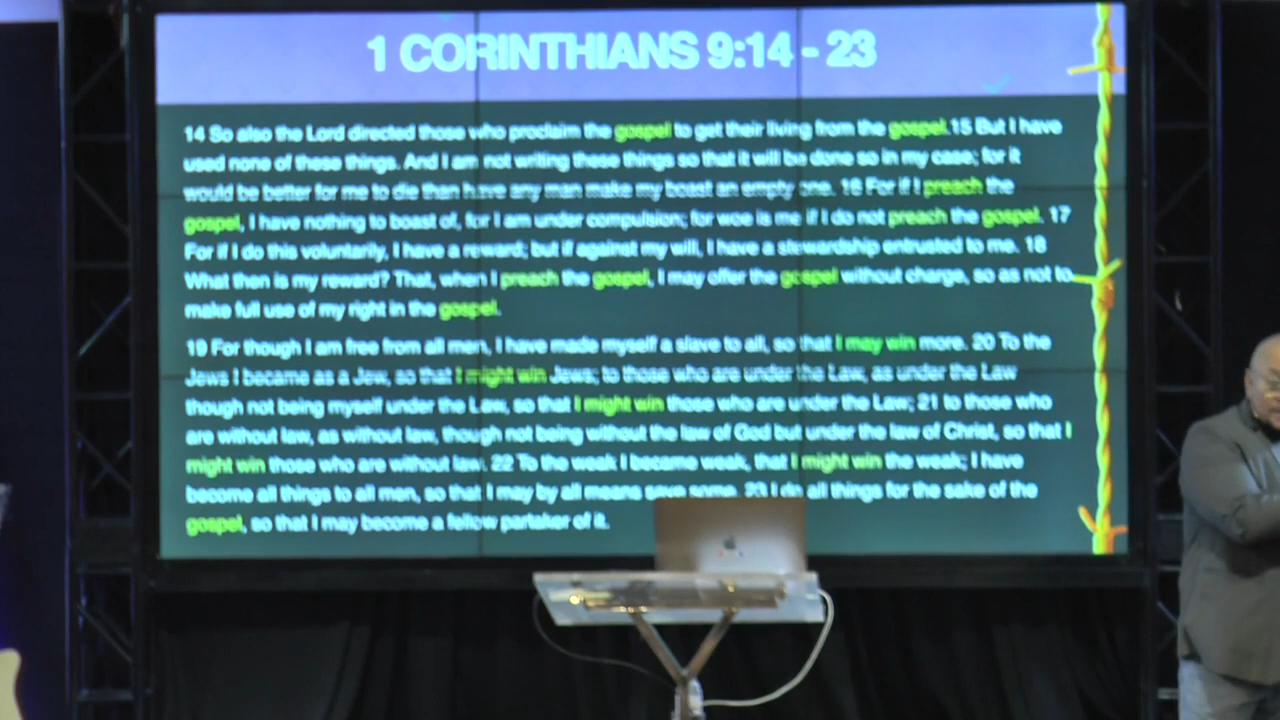 1 CORINTHIANS 9:14 - 23
14 So also the Lord directed those who proclaim the gospel to get their living from the gospel.15 But I have
used none of these things. And I am not writing these things so that it will be done so in my case; for it
would be better for me to die than have any man make my boast an empty one. 16 For if I preach the
gospel, I have nothing to boast of, for I am under compulsion; for woe is me if I do not preach the gospel. 17
For if I do this voluntarily, I have a reward; but if against my will, I have a stewardship entrusted to me. 18
What then is my reward? That, when I preach the gospel, I may offer the gospel without charge, so as not to
make full use of my right in the gospel.
19 For though I am free from all men, I have made myself a slave to all, so that I may win more. 20 To the
Jews I became as a Jew, so that I might win Jews; to those who are under the Law, as under the Law
though not being myself under the Law, so that I might win those who are under the Law; 21 to those who
are without law, as without law, though not being without the law of God but under the law of Christ, so that I
might win those who are without law. 22 To the weak I became weak, that I might win the weak; I have
become all things to all men, so that I may by all means save some. 23 I do all things for the sake of the
gospel, so that I may become a fellow partaker of it.